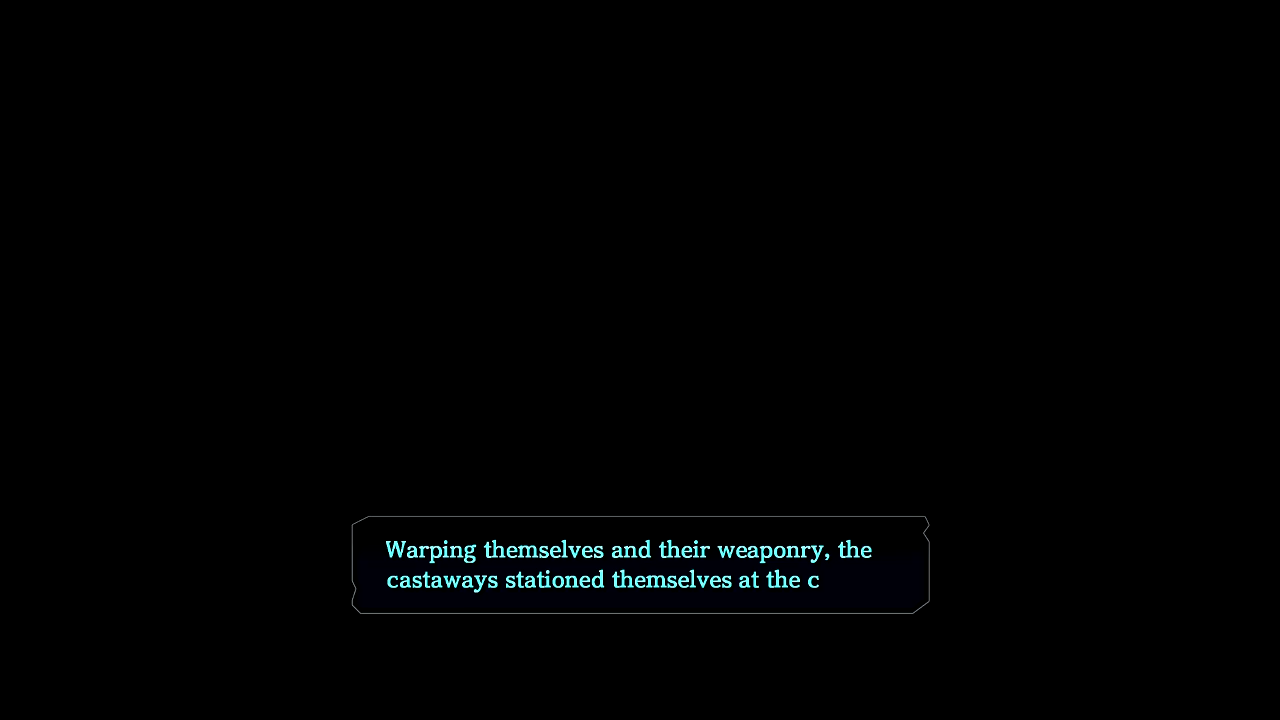 Warping themselves and their weaponry, the
castaways stationed themselves at the c